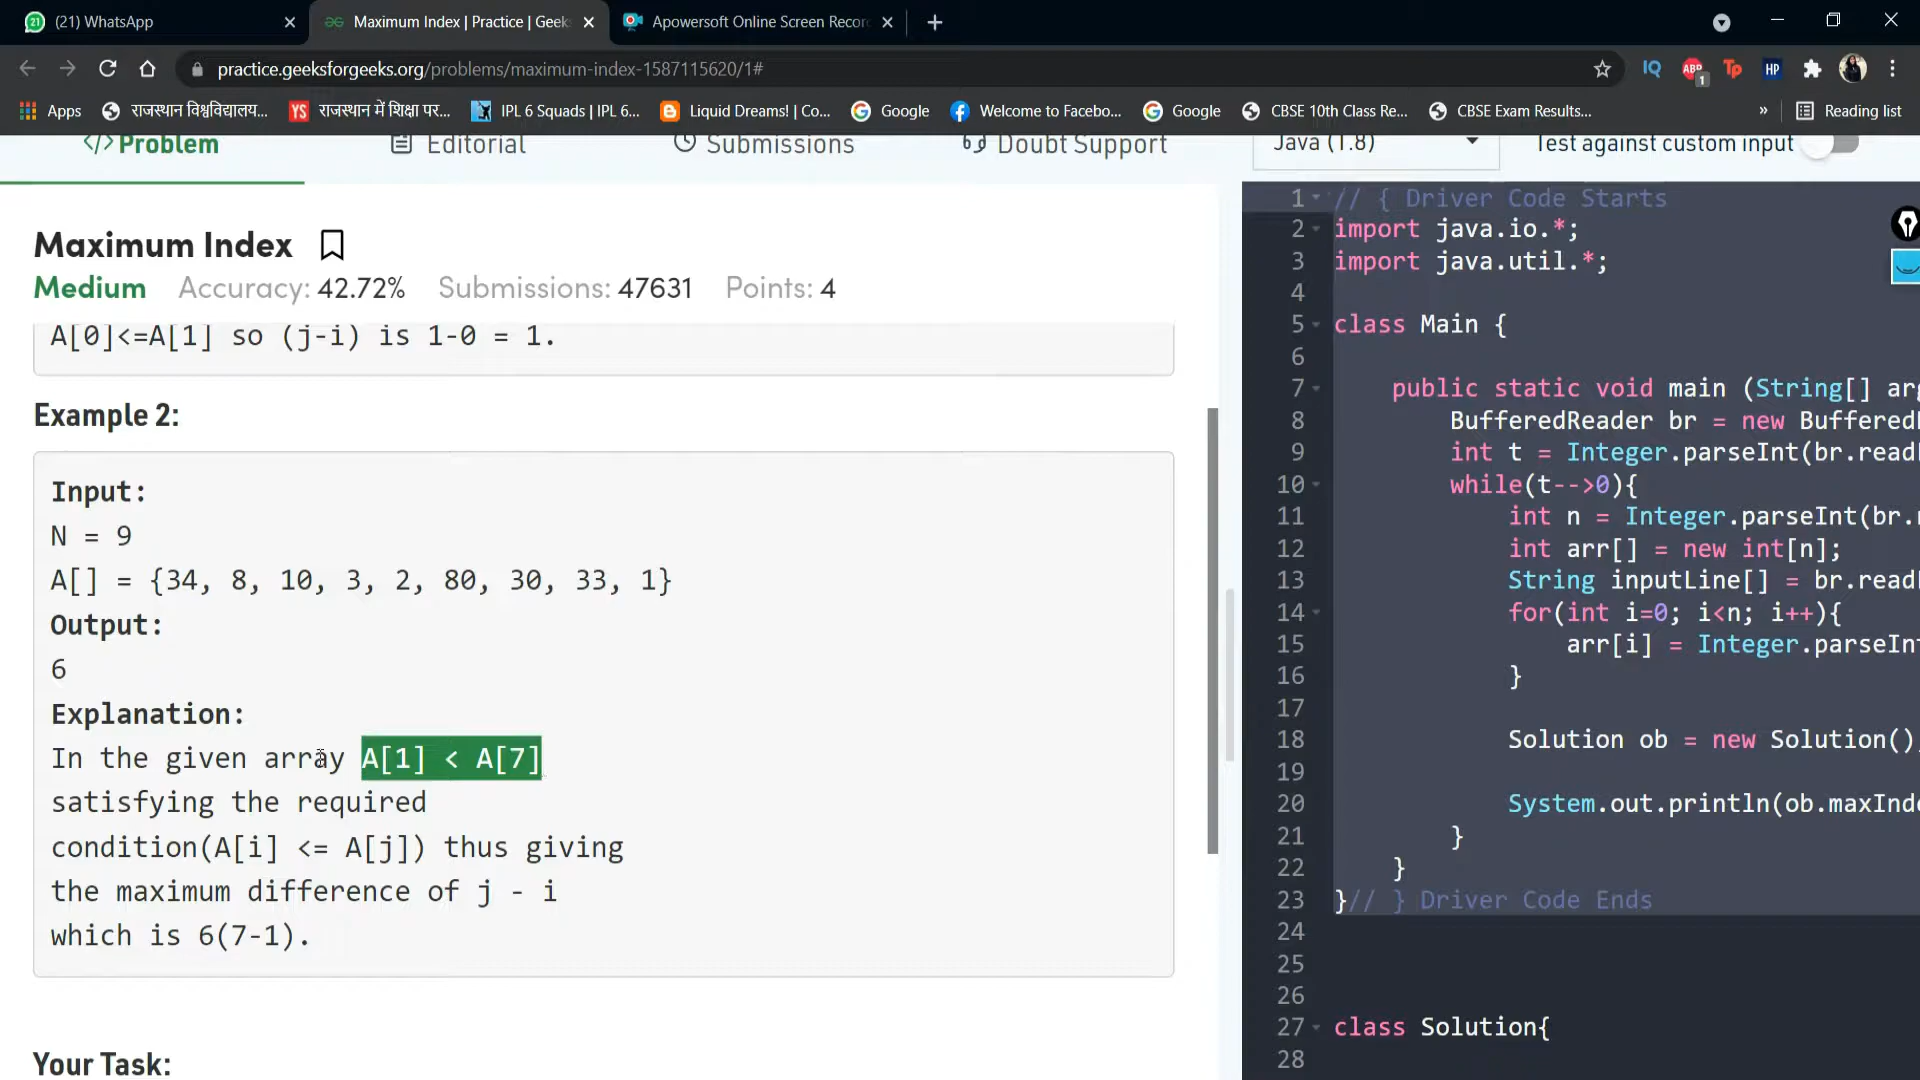 (21) WhatsApp
Maximum Index | Practice | Geek
Apowersoft Online Screen Recor
practice.geeksforgeeks.org/problems/maximum-index-1587115620/1#
IQ
ABP
1
Tp
HP
Apps
राजस्थान विश्वविद्यालय...
YS
राजस्थान में शिक्षा पर...
IPL 6 Squads | IPL 6...
Liquid Dreams! | Co...
Google
Welcome to Facebo...
Google
CBSE 10th Class Re...
CBSE Exam Results...
»
Reading list
</> Problem
Editorial
Submissions
Doubt Support
Java (1.8)
Test against custom input
Maximum Index
Medium Accuracy: 42.72% Submissions: 47631 Points: 4
A[0]<=A[1] so (j-i) is 1-0 = 1.
Example 2:
Input:
N = 9
A[] = {34, 8, 10, 3, 2, 80, 30, 33, 1}
Output:
6
Explanation:
In the given array A[1] < A[7]
satisfying the required
condition(A[i] <= A[j]) thus giving
the maximum difference of j - i
which is 6(7-1).
Your Task:
1 // { Driver Code Starts
2 import java.io.*;
3 import java.util.*;
4
5 class Main {
6
7 public static void main (String[] arg
8 BufferedReader br = new Buffered
9 int t = Integer.parseInt(br.read
10 while(t-->0){
11 int n = Integer.parseInt(br.
12 int arr[] = new int[n];
13 String inputLine[] = br.read
14 for(int i=0; i<n; i++){
15 arr[i] = Integer.parseInt
16 }
17
18 Solution ob = new Solution()
19
20 System.out.println(ob.maxInd
21 }
22 }
23 }// } Driver Code Ends
24
25
26
27 class Solution{
28